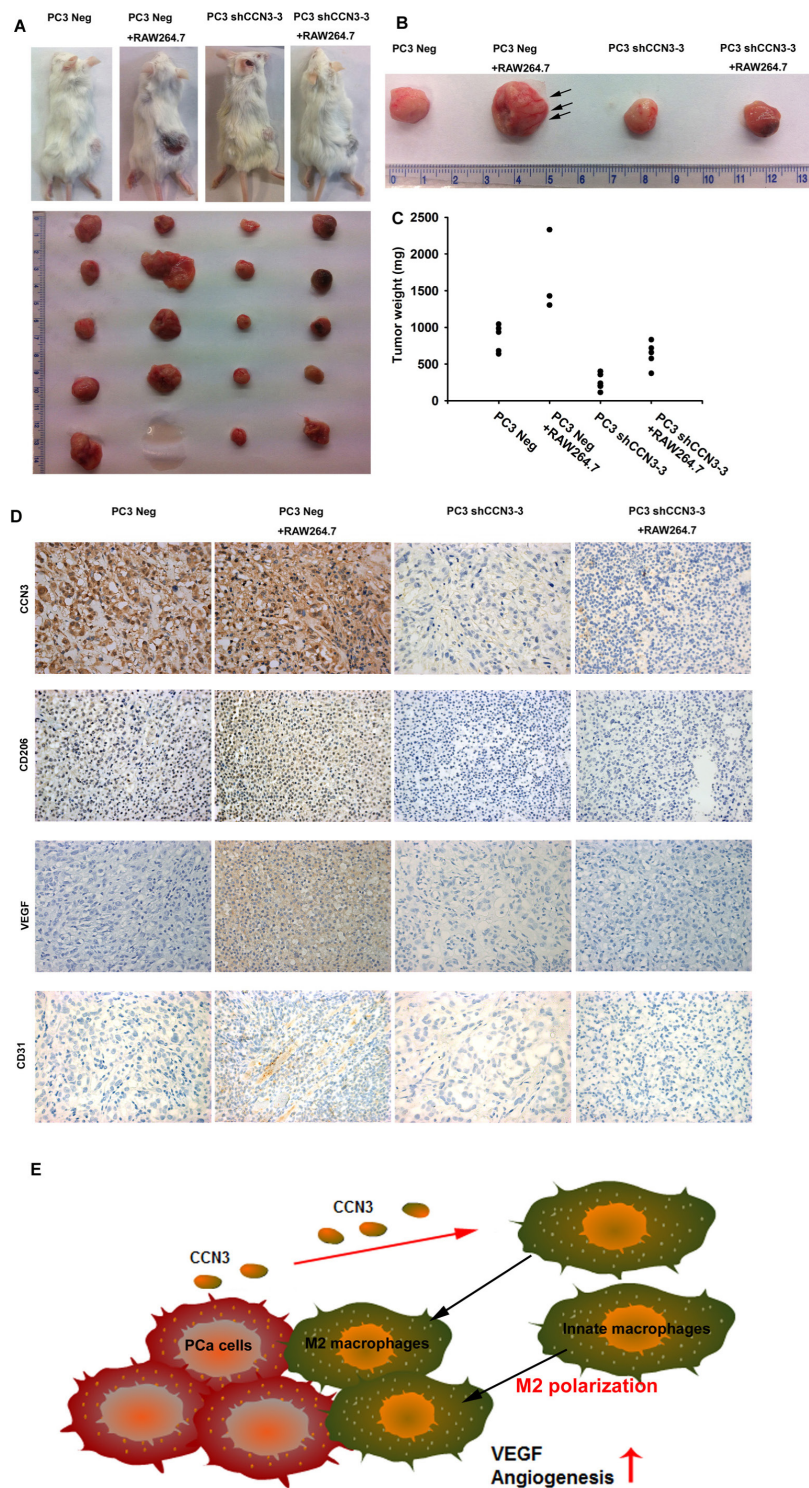 A
PC3 Neg
PC3 Neg
+RAW264.7
PC3 shCCN3-3
PC3 shCCN3-3
+RAW264.7
B
PC3 Neg
PC3 Neg
+RAW264.7
PC3 shCCN3-3
PC3 shCCN3-3
+RAW264.7
0 1 2 3 4 5 6 7 8 9 10 11 12 13
C
Tumor weight (mg)
2500
2000
1500
1000
500
0
PC3 Neg
PC3 Neg
+RAW264.7
PC3 shCCN3-3
PC3 shCCN3-3
+RAW264.7
D
PC3 Neg
PC3 Neg
+RAW264.7
PC3 shCCN3-3
PC3 shCCN3-3
+RAW264.7
CCN3
CD206
VEGF
CD31
E
CCN3
CCN3
PCa cells
M2 macrophages
Innate macrophages
M2 polarization
VEGF
Angiogenesis